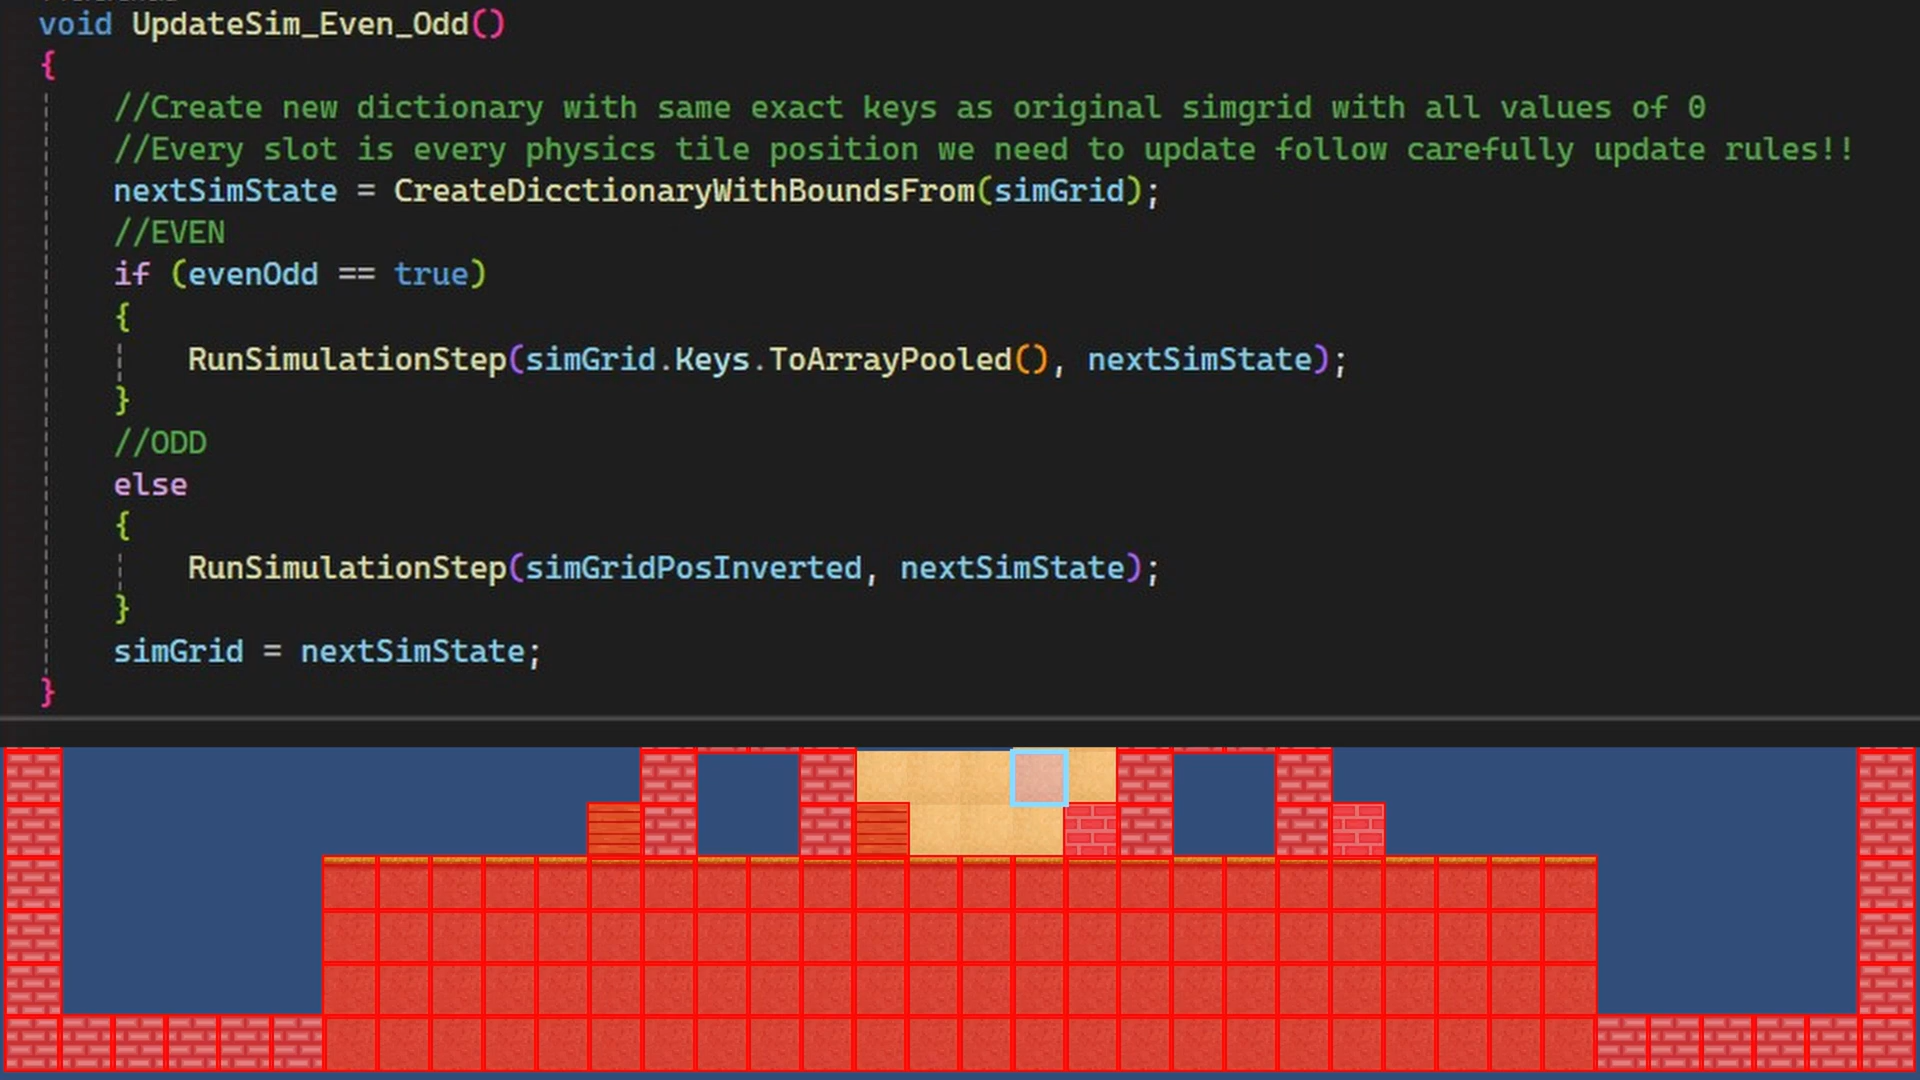 void UpdateSim_Even_Odd()
{
//Create new dictionary with same exact keys as original simgrid with all values of 0
//Every slot is every physics tile position we need to update follow carefully update rules!!
nextSimState = CreateDicctionaryWithBoundsFrom(simGrid);
//EVEN
if (evenOdd == true)
{
RunSimulationStep(simGrid.Keys.ToArrayPooled(), nextSimState);
}
//ODD
else
{
RunSimulationStep(simGridPosInverted, nextSimState);
}
simGrid = nextSimState;
}